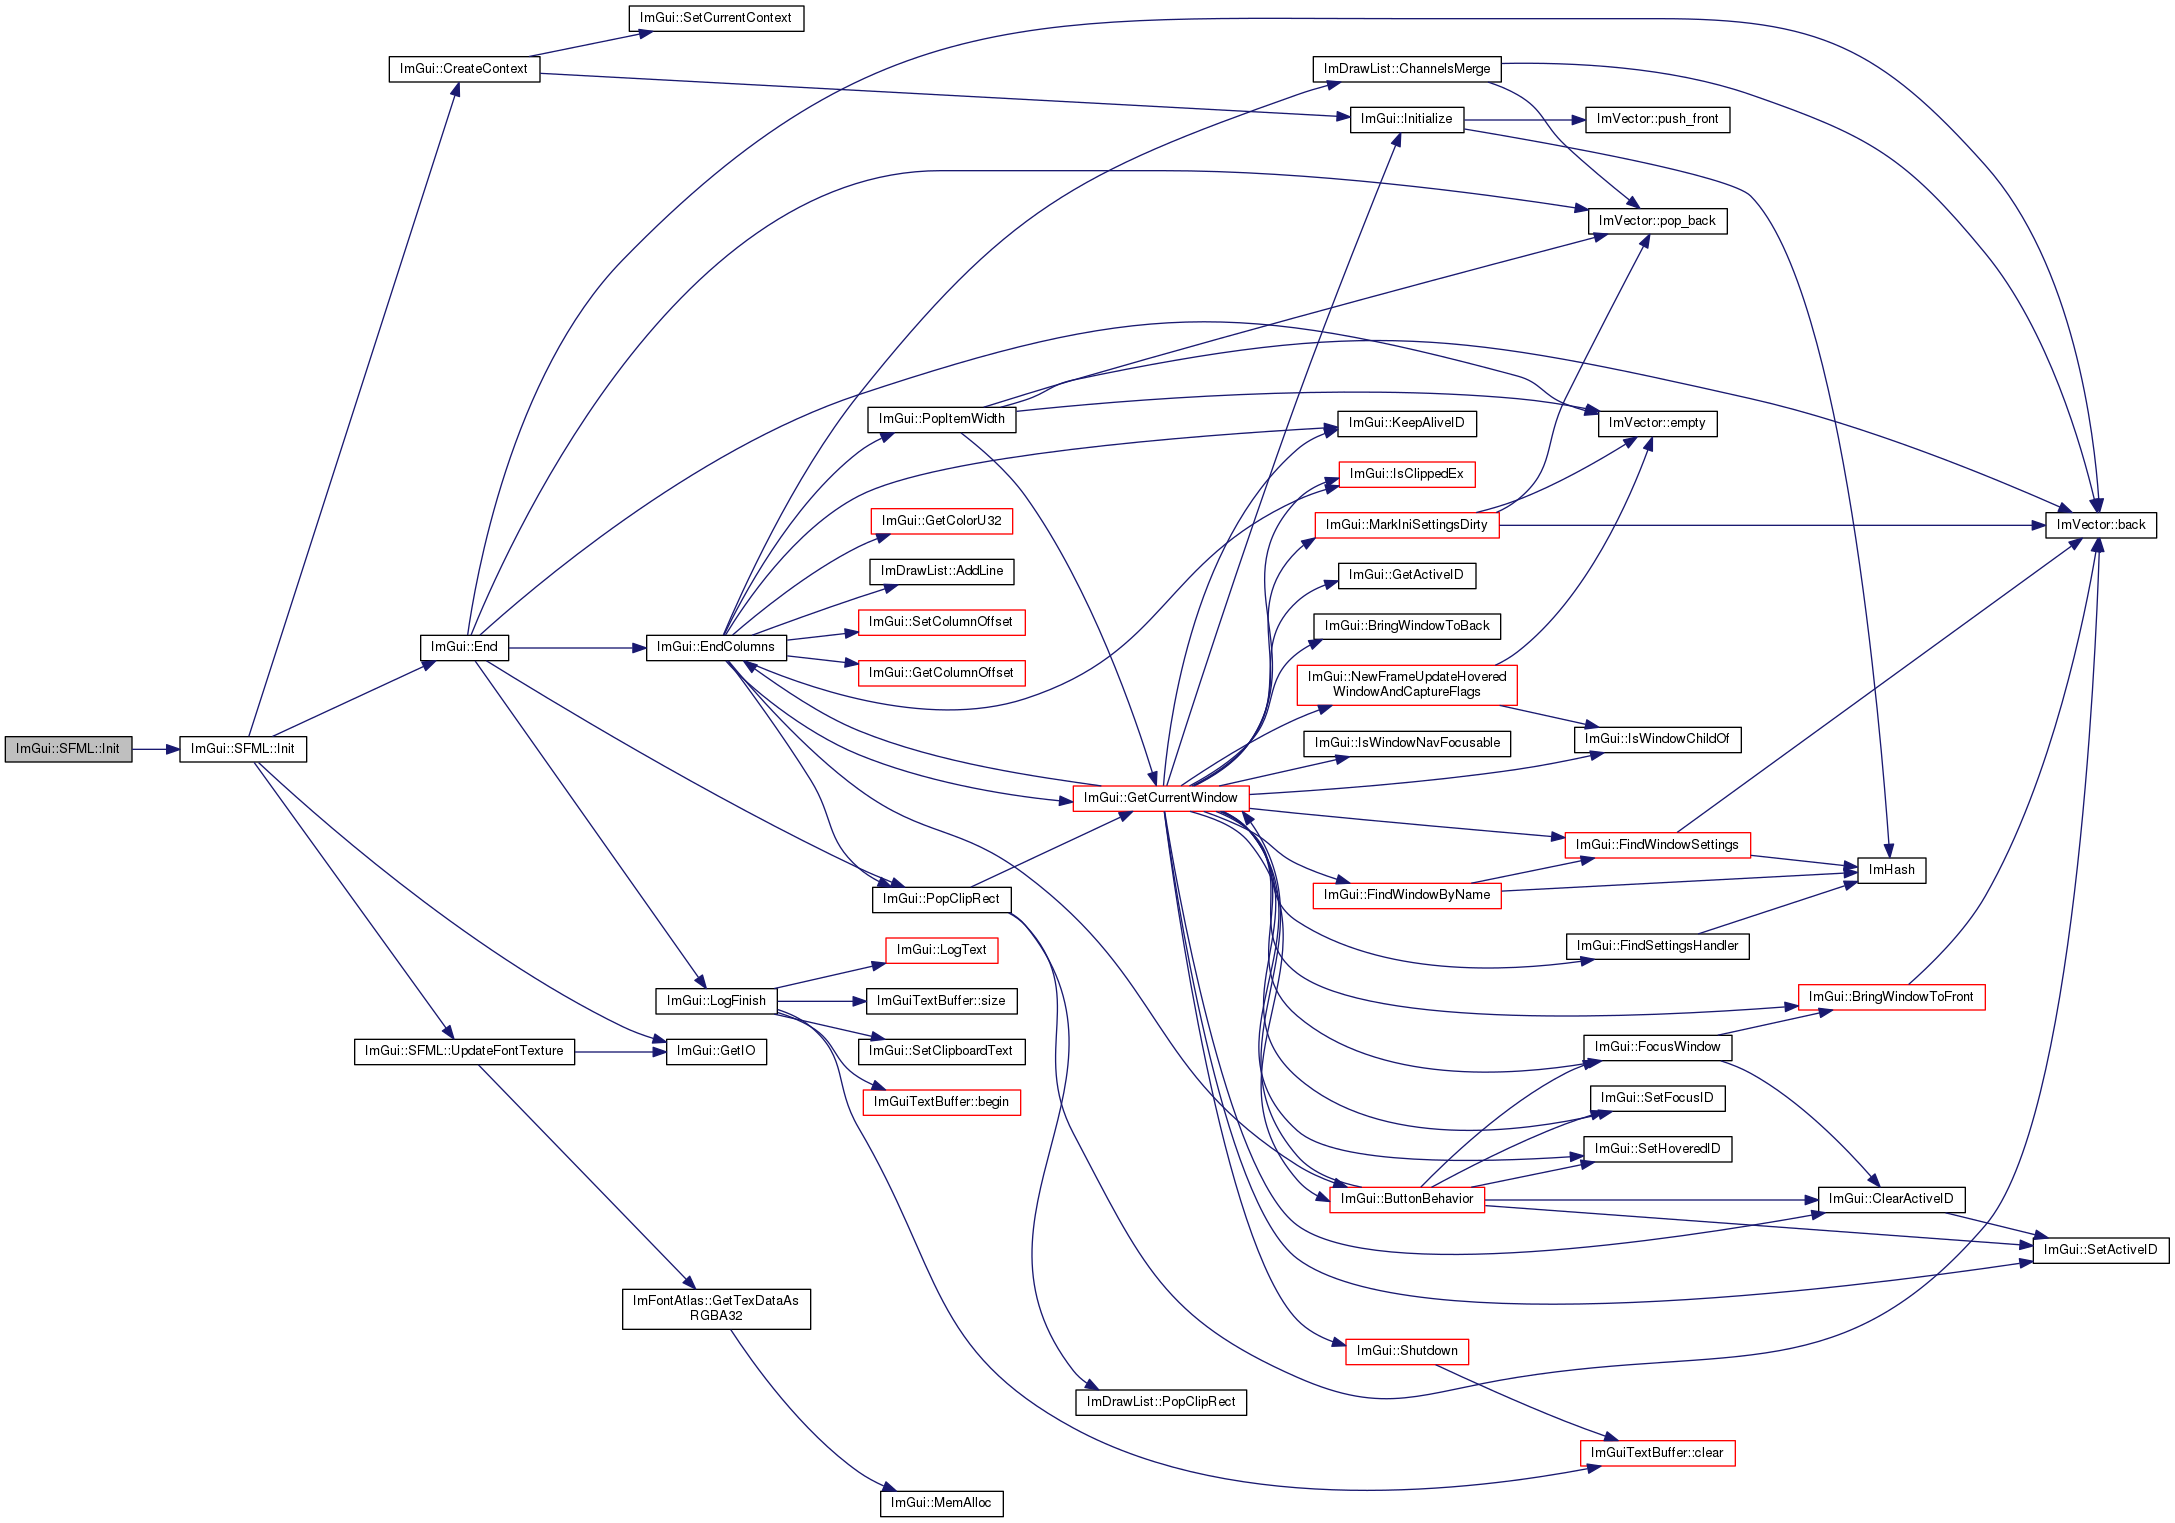 ImGui::SetCurrentContext
ImGui::CreateContext
ImDrawList::ChannelsMerge
ImGui::Initialize
ImVector::push_front
ImVector::pop_back
ImGui::PopItemWidth
ImGui::KeepAliveID
ImVector::empty
ImGui::IsClippedEx
ImGui::GetColorU32
ImGui::MarkIniSettingsDirty
ImVector::back
ImDrawList::AddLine
ImGui::GetActiveID
ImGui::SetColumnOffset
ImGui::BringWindowToBack
ImGui::End
ImGui::EndColumns
ImGui::GetColumnOffset
ImGui::NewFrameUpdateHovered
WindowAndCaptureFlags
ImGui::SFML::Init
ImGui::SFML::Init
ImGui::IsWindowNavFocusable
ImGui::IsWindowChildOf
ImGui::GetCurrentWindow
ImGui::FindWindowSettings
ImHash
ImGui::FindWindowByName
ImGui::PopClipRect
ImGui::FindSettingsHandler
ImGui::LogText
ImGui::LogFinish
ImGuiTextBuffer::size
ImGui::BringWindowToFront
ImGui::SFML::UpdateFontTexture
ImGui::GetIO
ImGui::SetClipboardText
ImGui::FocusWindow
ImGuiTextBuffer::begin
ImGui::SetFocusID
ImGui::SetHoveredID
ImGui::ButtonBehavior
ImGui::ClearActiveID
ImGui::SetActiveID
ImFontAtlas::GetTexDataAs
RGBA32
ImGui::Shutdown
ImDrawList::PopClipRect
ImGuiTextBuffer::clear
ImGui::MemAlloc